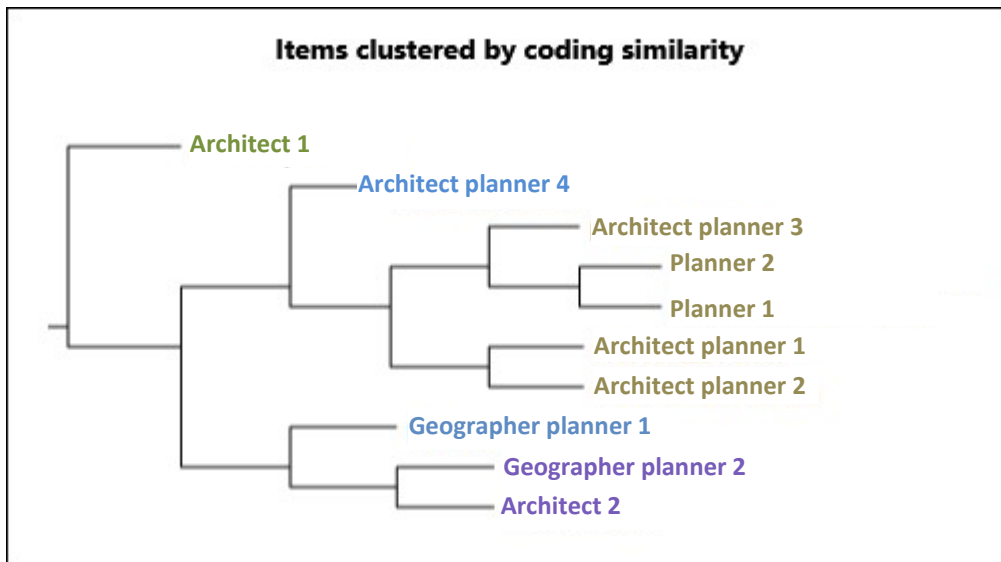 Items clustered by coding similarity
Architect 1
Architect planner 4
Architect planner 3
Planner 2
Planner 1
Architect planner 1
Architect planner 2
Geographer planner 1
Geographer planner 2
Architect 2